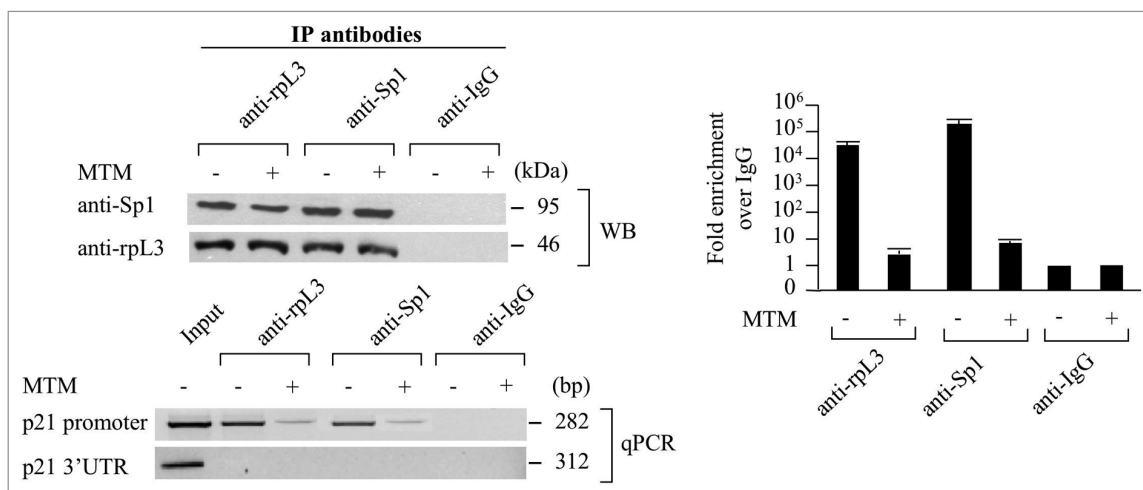 IP antibodies
anti-rpL3 anti-Sp1 anti-IgG
MTM - + - + - + (kDa)
anti-Sp1 – 95
anti-rpL3 – 46
WB
Input anti-rpL3 anti-Sp1 anti-IgG
MTM - - + - + - + (bp)
p21 promoter – 282
p21 3’UTR – 312
qPCR
Fold enrichment
over IgG
10⁶
10⁵
10⁴
10³
10²
10
1
0
MTM - + - + - +
anti-rpL3 anti-Sp1 anti-IgG